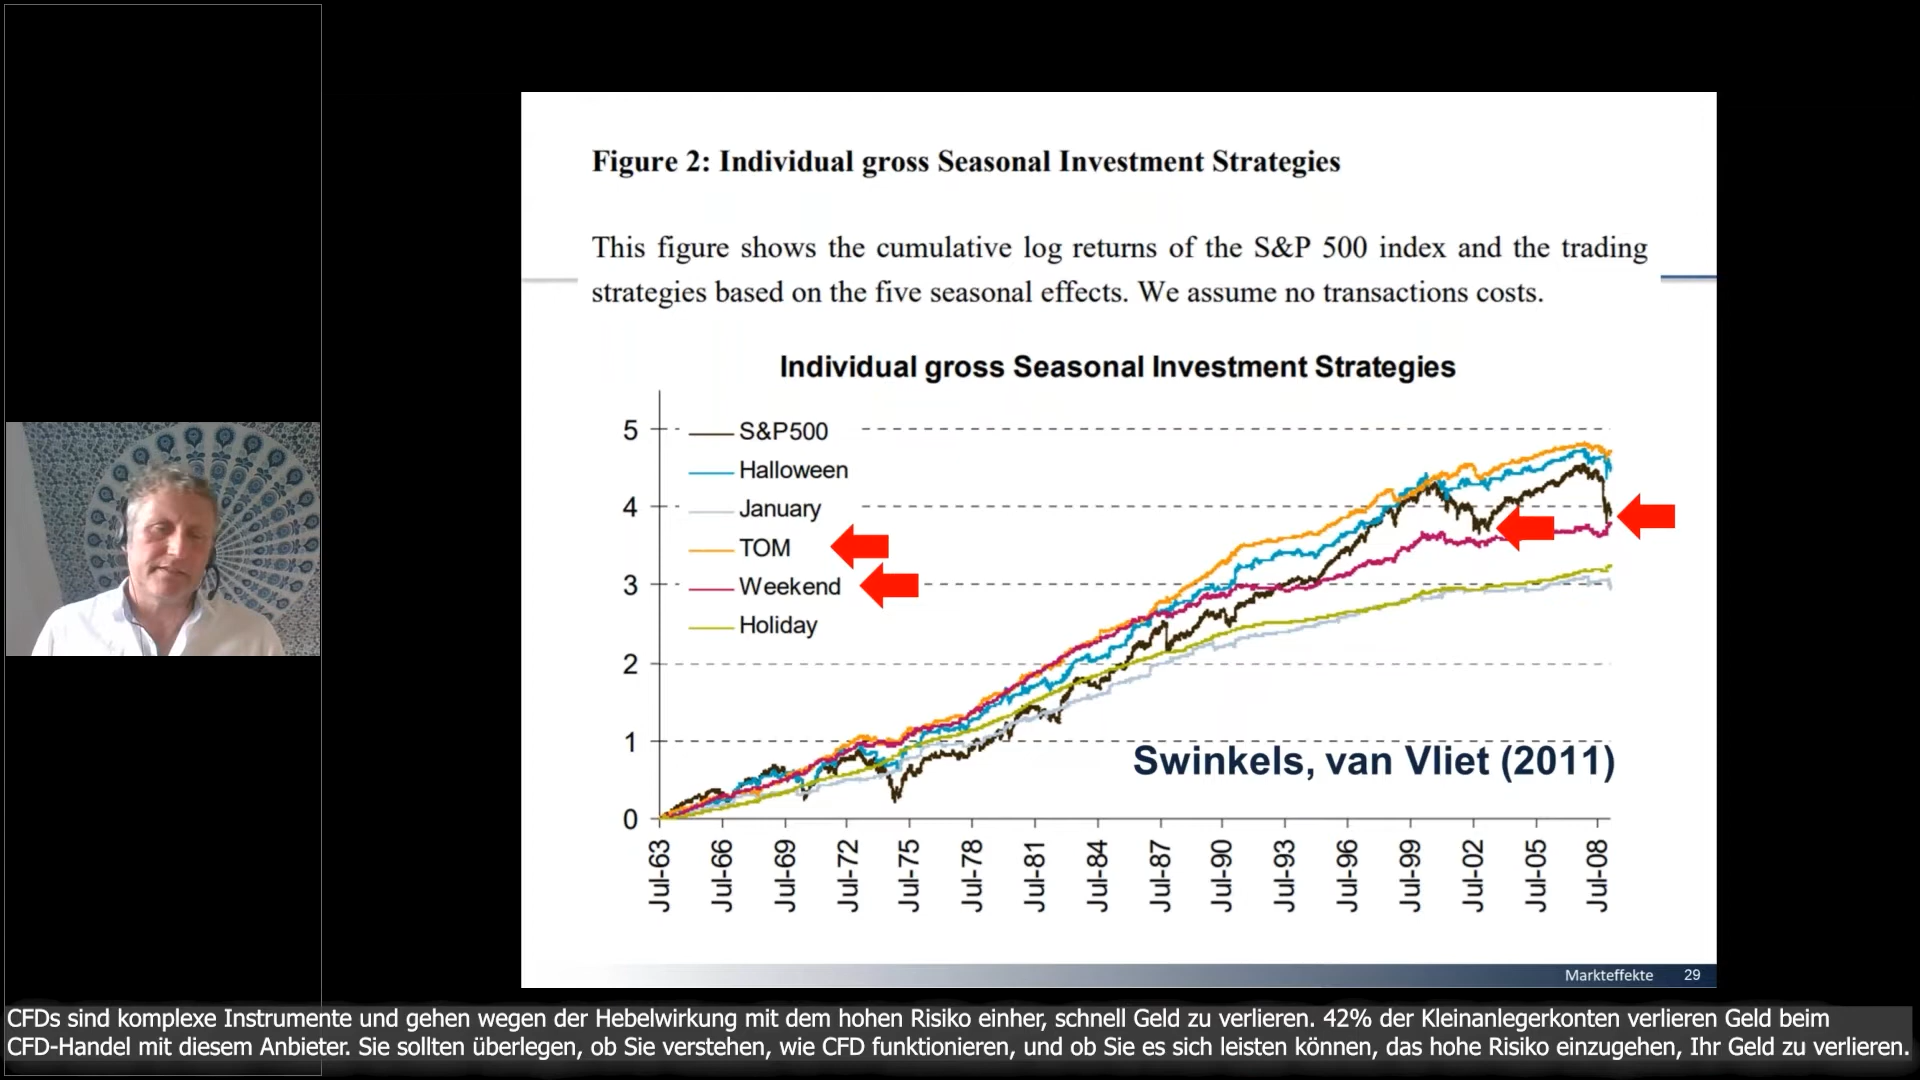 Figure 2: Individual gross Seasonal Investment Strategies
This figure shows the cumulative log returns of the S&P 500 index and the trading
strategies based on the five seasonal effects. We assume no transactions costs.
Individual gross Seasonal Investment Strategies
5
4
3
2
1
0
S&P500
Halloween
January
TOM
Weekend
Holiday
Swinkels, van Vliet (2011)
Jul-63
Jul-66
Jul-69
Jul-72
Jul-75
Jul-78
Jul-81
Jul-84
Jul-87
Jul-90
Jul-93
Jul-96
Jul-99
Jul-02
Jul-05
Jul-08
Markteffekte 29
CFDs sind komplexe Instrumente und gehen wegen der Hebelwirkung mit dem hohen Risiko einher, schnell Geld zu verlieren. 42% der Kleinanlegerkonten verlieren Geld beim
CFD-Handel mit diesem Anbieter. Sie sollten überlegen, ob Sie verstehen, wie CFD funktionieren, und ob Sie es sich leisten können, das hohe Risiko einzugehen, Ihr Geld zu verlieren.